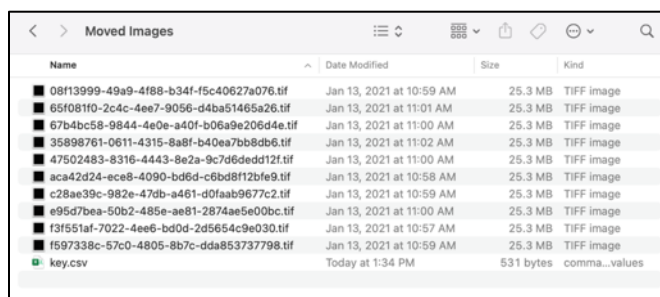 Moved Images
Name Date Modified Size Kind
08f13999-49a9-4f88-b34f-f5c40627a076.tif Jan 13, 2021 at 10:59 AM 25.3 MB TIFF image
65f081f0-2c4c-4ee7-9056-d4ba51465a26.tif Jan 13, 2021 at 11:01 AM 25.3 MB TIFF image
67b4bc58-9844-4e0e-a40f-b06a9e206d4e.tif Jan 13, 2021 at 11:00 AM 25.3 MB TIFF image
35898761-0611-4315-8a8f-b40ea7bb8db6.tif Jan 13, 2021 at 11:02 AM 25.3 MB TIFF image
47502483-8316-4443-8e2a-9c7d6dedd12f.tif Jan 13, 2021 at 11:00 AM 25.3 MB TIFF image
aca42d24-ece8-4090-bd6d-c6bd8f12bfe9.tif Jan 13, 2021 at 10:58 AM 25.3 MB TIFF image
c28ae39c-982e-47db-a461-d0faab9677c2.tif Jan 13, 2021 at 10:59 AM 25.3 MB TIFF image
e95d7bea-50b2-485e-ae81-2874ae5e00bc.tif Jan 13, 2021 at 11:00 AM 25.3 MB TIFF image
f3f551af-7022-4ee6-bd0d-2d5654c9e030.tif Jan 13, 2021 at 10:57 AM 25.3 MB TIFF image
f597338c-57c0-4805-8b7c-dda853737798.tif Jan 13, 2021 at 10:59 AM 25.3 MB TIFF image
key.csv Today at 1:34 PM 531 bytes comma...values